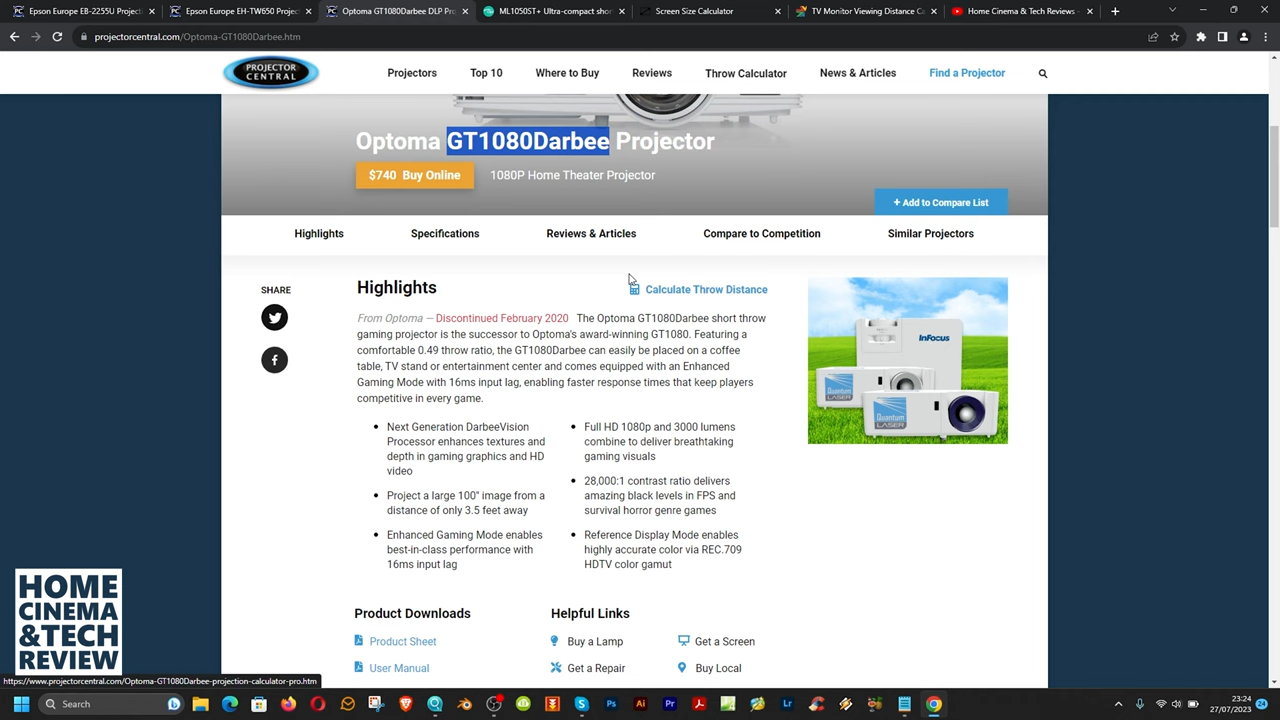 Epson Europe EH-2255U Project
Epson Europe EH-TW650 Project
Optoma GT1080Darbee DLP Pro
ML1050ST+ Ultra-compact shor
Screen Size Calculator
TV Monitor Viewing Distance Ca
Home Cinema & Tech Reviews -
projectorcentral.com/Optoma-GT1080Darbee.htm
PROJECTOR
CENTRAL
Projectors
Top 10
Where to Buy
Reviews
Throw Calculator
News & Articles
Find a Projector
Optoma GT1080Darbee Projector
$740 Buy Online
1080P Home Theater Projector
+ Add to Compare List
Highlights
Specifications
Reviews & Articles
Compare to Competition
Similar Projectors
SHARE
Highlights
Calculate Throw Distance
From Optoma — Discontinued February 2020 The Optoma GT1080Darbee short throw
gaming projector is the successor to Optoma's award-winning GT1080. Featuring a
comfortable 0.49 throw ratio, the GT1080Darbee can easily be placed on a coffee
table, TV stand or entertainment center and comes equipped with an Enhanced
Gaming Mode with 16ms input lag, enabling faster response times that keep players
competitive in every game.
Next Generation DarbeeVision
Processor enhances textures and
depth in gaming graphics and HD
video
Project a large 100" image from a
distance of only 3.5 feet away
Enhanced Gaming Mode enables
best-in-class performance with
16ms input lag
Full HD 1080p and 3000 lumens
combine to deliver breathtaking
gaming visuals
28,000:1 contrast ratio delivers
amazing black levels in FPS and
survival horror genre games
Reference Display Mode enables
highly accurate color via REC.709
HDTV color gamut
InFocus
Quantum
LASER
Quantum
LASER
Product Downloads
Product Sheet
User Manual
Helpful Links
Buy a Lamp
Get a Screen
Get a Repair
Buy Local
HOME
CINEMA
&TECH
REVIEW
https://www.projectorcentral.com/Optoma-GT1080Darbee-projection-calculator-pro.htm
Search
23:24
27/07/2023
24